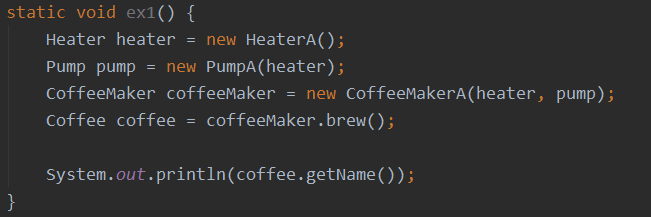 static void ex1() {
    Heater heater = new HeaterA();
    Pump pump = new PumpA(heater);
    CoffeeMaker coffeeMaker = new CoffeeMakerA(heater, pump);
    Coffee coffee = coffeeMaker.brew();

    System.out.println(coffee.getName());
}